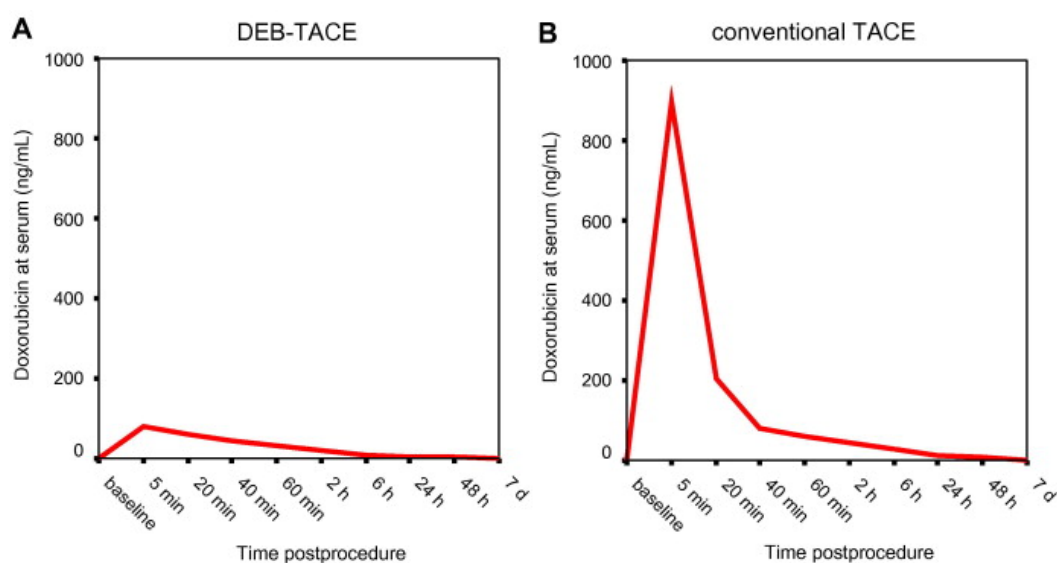 A
DEB-TACE
Doxorubicin at serum (ng/mL)
1000
800
600
400
200
0
baseline
5 min
20 min
40 min
60 min
2 h
6 h
24 h
48 h
7 d
Time postprocedure
B
conventional TACE
Doxorubicin at serum (ng/mL)
1000
800
600
400
200
0
baseline
5 min
20 min
40 min
60 min
2 h
6 h
24 h
48 h
7 d
Time postprocedure